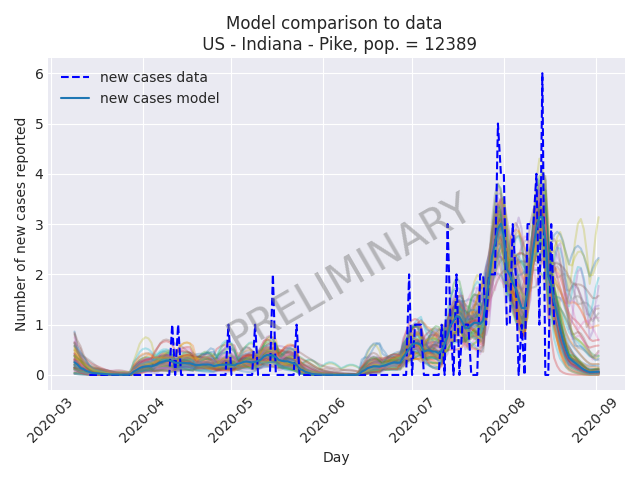 Model comparison to data
US - Indiana - Pike, pop. = 12389
new cases data
new cases model
Number of new cases reported
6
5
4
3
2
1
0
PRELIMINARY
2020-03
2020-04
2020-05
2020-06
2020-07
2020-08
2020-09
Day